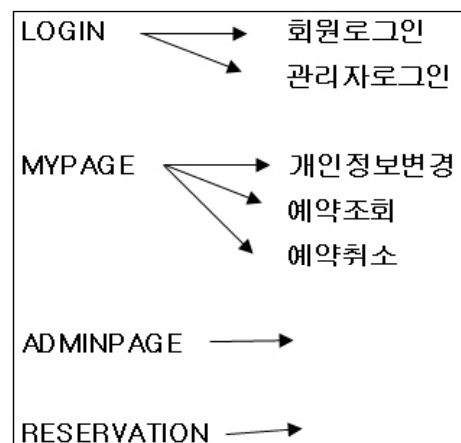 LOGIN 회원로그인
관리자로그인
MYPAGE 개인정보변경
예약조회
예약취소
ADMINPAGE
RESERVATION